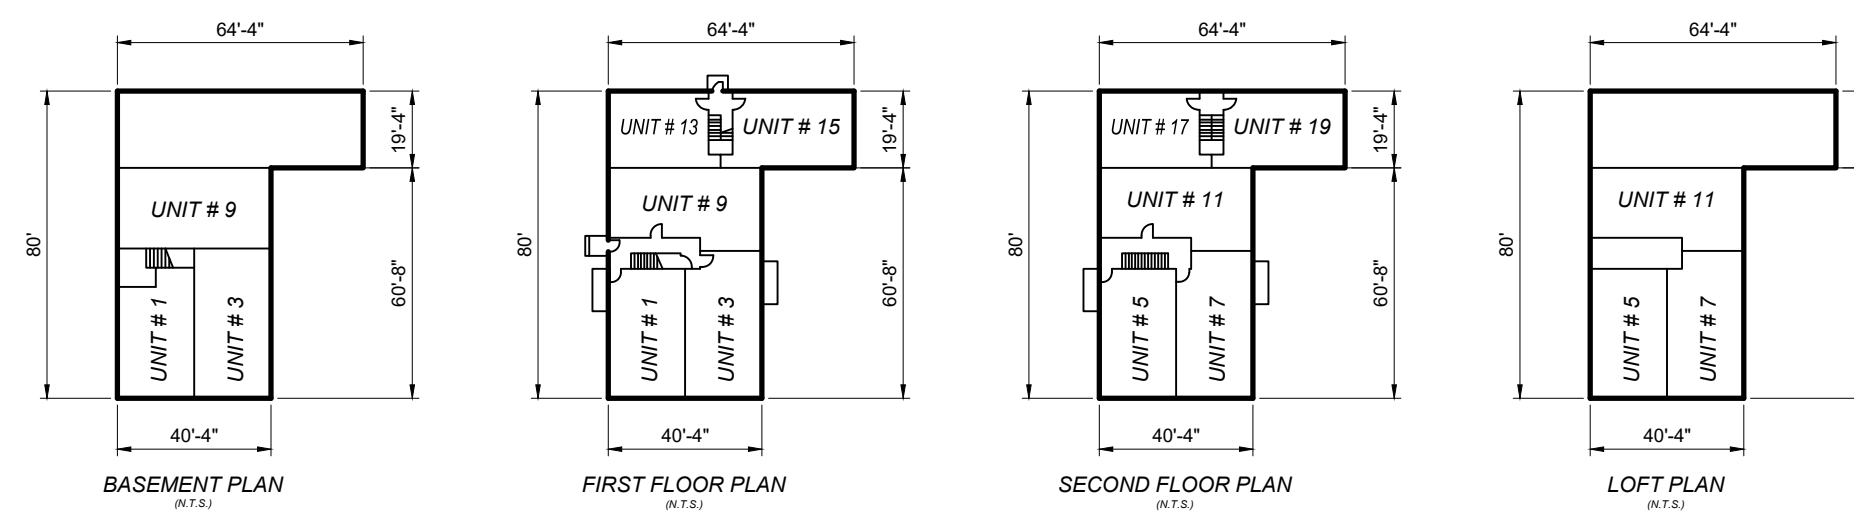 64'-4"
80'
19'-4"
60'-8"
UNIT # 9
UNIT # 1
UNIT # 3
40'-4"
BASEMENT PLAN
(N.T.S.)
64'-4"
80'
19'-4"
60'-8"
UNIT # 13
UNIT # 15
UNIT # 9
UNIT # 1
UNIT # 3
40'-4"
FIRST FLOOR PLAN
(N.T.S.)
64'-4"
80'
19'-4"
60'-8"
UNIT # 17
UNIT # 19
UNIT # 11
UNIT # 5
UNIT # 7
40'-4"
SECOND FLOOR PLAN
(N.T.S.)
64'-4"
80'
UNIT # 11
UNIT # 5
UNIT # 7
40'-4"
LOFT PLAN
(N.T.S.)